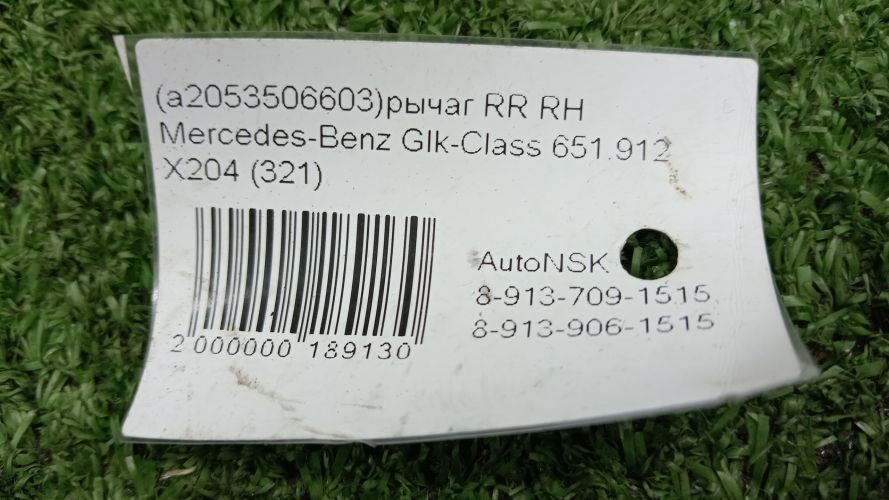 (a2053506603)рычаг RR RH
Mercedes-Benz Glk-Class 651.912
X204 (321)
AutoNSK
8-913-709-1515
8-913-906-1515
2 000000 189130